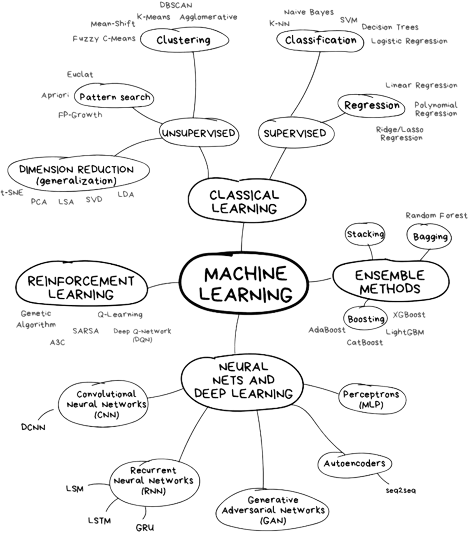 DBSCAN
Mean-Shift
K-Means
Agglomerative
Fuzzy C-Means
Clustering
Naive Bayes
K-NN
SVM
Decision Trees
Classification
Logistic Regression
Euclat
Apriori
Pattern search
FP-Growth
Linear Regression
Regression
Polynomial
Regression
Ridge/Lasso
Regression
UNSUPERVISED
SUPERVISED
DIMENSION REDUCTION
(generalization)
t-SNE
PCA
LSA
SVD
LDA
CLASSICAL
LEARNING
Random Forest
Stacking
Bagging
MACHINE
LEARNING
REINFORCEMENT
LEARNING
Genetic
Algorithm
Q-Learning
SARSA
Deep Q-Network
(DQN)
A3C
ENSEMBLE
METHODS
Boosting
XGBoost
AdaBoost
LightGBM
CatBoost
NEURAL
NETS AND
DEEP LEARNING
Convolutional
Neural Networks
(CNN)
DCNN
Perceptrons
(MLP)
Recurrent
Neural Networks
(RNN)
LSM
LSTM
GRU
Autoencoders
seq2seq
Generative
Adversarial Networks
(GAN)